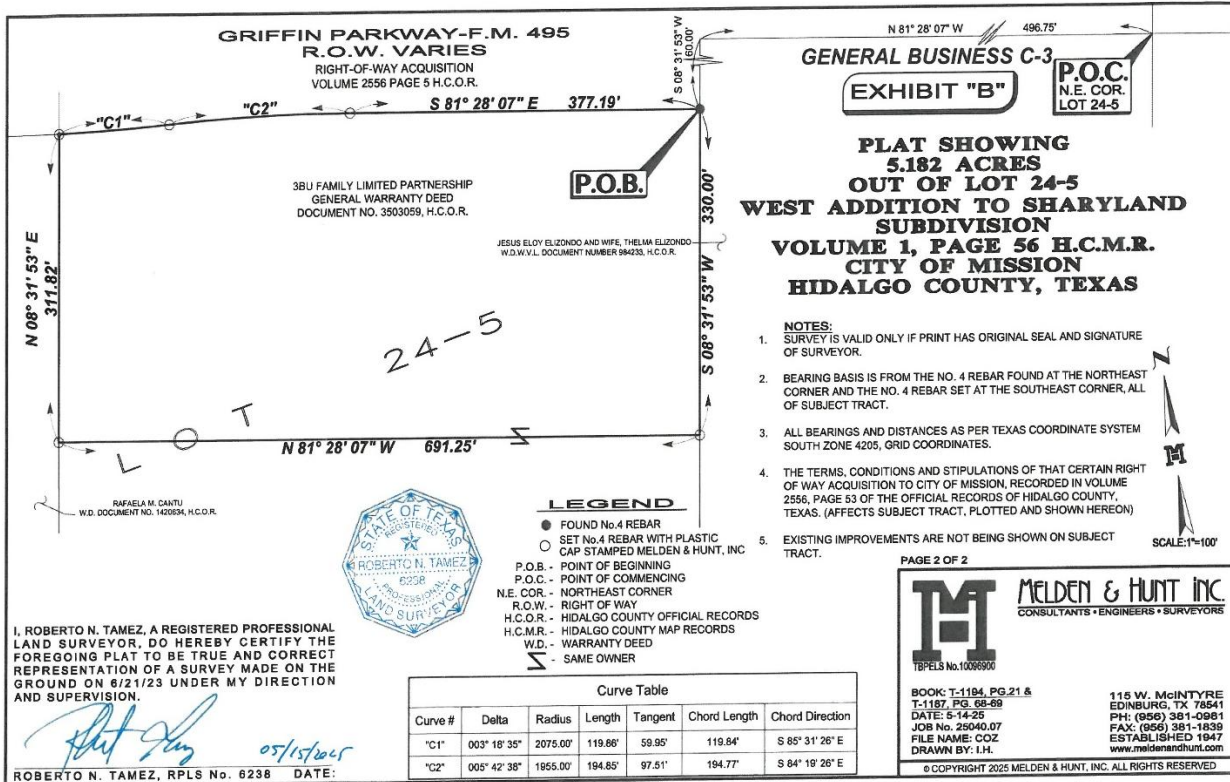 GRIFFIN PARKWAY-F.M. 495
R.O.W. VARIES
RIGHT-OF-WAY ACQUISITION
VOLUME 2556 PAGE 5 H.C.O.R.
S 08° 31' 53" W
60.00'
N 81° 28' 07" W 496.75'
GENERAL BUSINESS C-3
EXHIBIT "B"
P.O.C.
N.E. COR.
LOT 24-5
"C1"
"C2"
S 81° 28' 07" E 377.19'
P.O.B.
3BU FAMILY LIMITED PARTNERSHIP
GENERAL WARRANTY DEED
DOCUMENT NO. 3503059, H.C.O.R.
JESUS ELOY ELIZONDO AND WIFE, THELMA ELIZONDO
W.D.W.V.L. DOCUMENT NUMBER 984233, H.C.O.R.
N 08° 31' 53" E
311.82'
S 08° 31' 53" W 330.00'
LOT 24-5
N 81° 28' 07" W 691.25'
RAFAELA M. CANTU
W.D. DOCUMENT NO. 1420634, H.C.O.R.
PLAT SHOWING
5.182 ACRES
OUT OF LOT 24-5
WEST ADDITION TO SHARYLAND
SUBDIVISION
VOLUME 1, PAGE 56 H.C.M.R.
CITY OF MISSION
HIDALGO COUNTY, TEXAS
NOTES:
1. SURVEY IS VALID ONLY IF PRINT HAS ORIGINAL SEAL AND SIGNATURE
OF SURVEYOR.
2. BEARING BASIS IS FROM THE NO. 4 REBAR FOUND AT THE NORTHEAST
CORNER AND THE NO. 4 REBAR SET AT THE SOUTHEAST CORNER, ALL
OF SUBJECT TRACT.
3. ALL BEARINGS AND DISTANCES AS PER TEXAS COORDINATE SYSTEM
SOUTH ZONE 4205, GRID COORDINATES.
4. THE TERMS, CONDITIONS AND STIPULATIONS OF THAT CERTAIN RIGHT
OF WAY ACQUISITION TO CITY OF MISSION, RECORDED IN VOLUME
2556, PAGE 53 OF THE OFFICIAL RECORDS OF HIDALGO COUNTY,
TEXAS. (AFFECTS SUBJECT TRACT, PLOTTED AND SHOWN HEREON)
5. EXISTING IMPROVEMENTS ARE NOT BEING SHOWN ON SUBJECT
TRACT.
N
SCALE:1"=100'
PAGE 2 OF 2
LEGEND
FOUND No.4 REBAR
SET No.4 REBAR WITH PLASTIC
CAP STAMPED MELDEN & HUNT, INC
P.O.B. - POINT OF BEGINNING
P.O.C. - POINT OF COMMENCING
N.E. COR. - NORTHEAST CORNER
R.O.W. - RIGHT OF WAY
H.C.O.R. - HIDALGO COUNTY OFFICIAL RECORDS
H.C.M.R. - HIDALGO COUNTY MAP RECORDS
W.D. - WARRANTY DEED
- SAME OWNER
STATE OF TEXAS
REGISTERED
ROBERTO N. TAMEZ
6238
PROFESSIONAL
LAND SURVEYOR
I, ROBERTO N. TAMEZ, A REGISTERED PROFESSIONAL
LAND SURVEYOR, DO HEREBY CERTIFY THE
FOREGOING PLAT TO BE TRUE AND CORRECT
REPRESENTATION OF A SURVEY MADE ON THE
GROUND ON 6/21/23 UNDER MY DIRECTION
AND SUPERVISION.
05/15/2025
ROBERTO N. TAMEZ, RPLS No. 6238 DATE:
Curve Table
Curve # Delta Radius Length Tangent Chord Length Chord Direction
"C1" 003° 18' 35" 2075.00' 119.86' 59.95' 119.84' S 85° 31' 26" E
"C2" 005° 42' 38" 1955.00' 194.85' 97.51' 194.77' S 84° 19' 26" E
MELDEN & HUNT INC.
CONSULTANTS • ENGINEERS • SURVEYORS
TBPELS No.10096900
BOOK: T-1194, PG.21 &
T-1187, PG. 68-69
DATE: 5-14-25
JOB No. 25040.07
FILE NAME: COZ
DRAWN BY: I.H.
115 W. McINTYRE
EDINBURG, TX 78541
PH: (956) 381-0981
FAX: (956) 381-1839
ESTABLISHED 1947
www.meldenandhunt.com
© COPYRIGHT 2025 MELDEN & HUNT, INC. ALL RIGHTS RESERVED